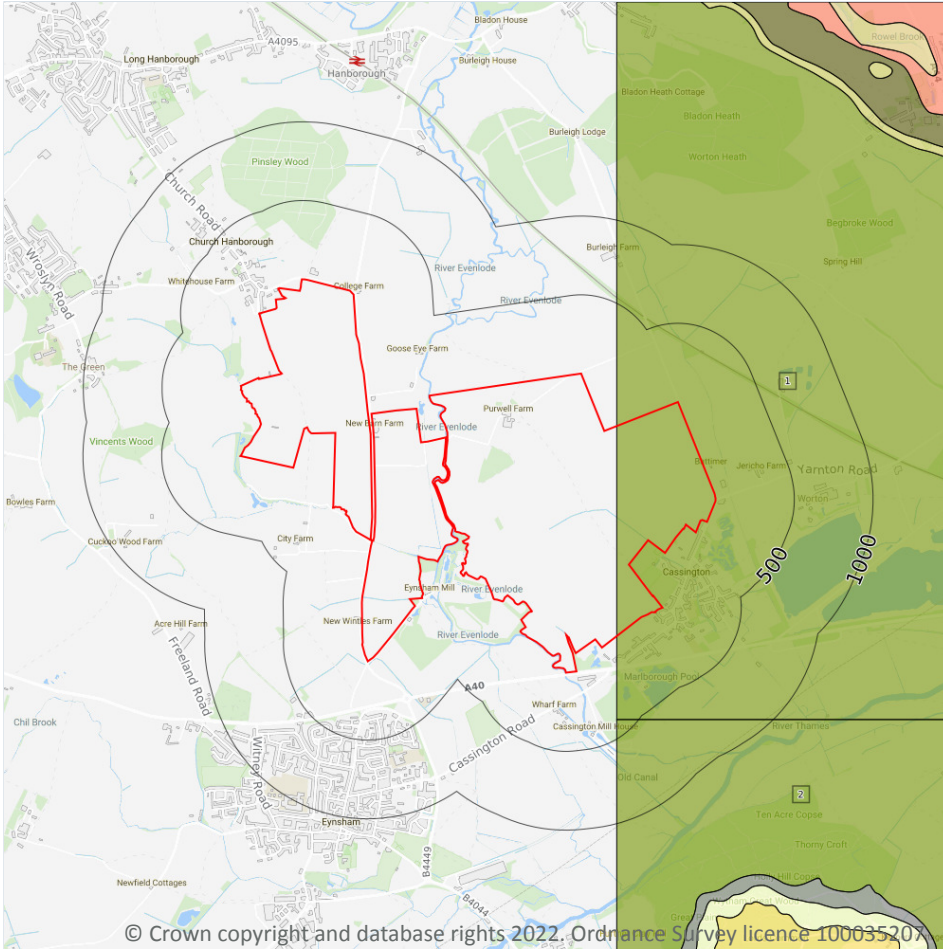 Bladon House
A4095
Long Hanborough
Burleigh House
Hanborough
Rowel Brook
Bladon Heath Cottage
Bladon Heath
Burleigh Lodge
Pinsley Wood
Worton Heath
Church Road
Begbroke Wood
Church Hanborough
Burleigh Farm
Wroslyn Road
Spring Hill
River Evenlode
Whitehouse Farm
College Farm
River Evenlode
Goose Eye Farm
The Green
1
Purwell Farm
New Barn Farm
River Evenlode
Vincents Wood
Bettimer
Jericho Farm
Yarnton Road
Bowles Farm
Worton
Cuckoo Wood Farm
City Farm
500
1000
Cassington
Eynsham Mill
River Evenlode
Acre Hill Farm
New Wintles Farm
River Evenlode
Freeland Road
Marlborough Pool
A40
Wharf Farm
Chil Brook
Cassington Mill House
River Thames
Witney Road
Cassington Road
Old Canal
2
Ten Acre Copse
Eynsham
Thorny Croft
B4449
Newfield Cottages
B4044
© Crown copyright and database rights 2022. Ordnance Survey licence 100035207.